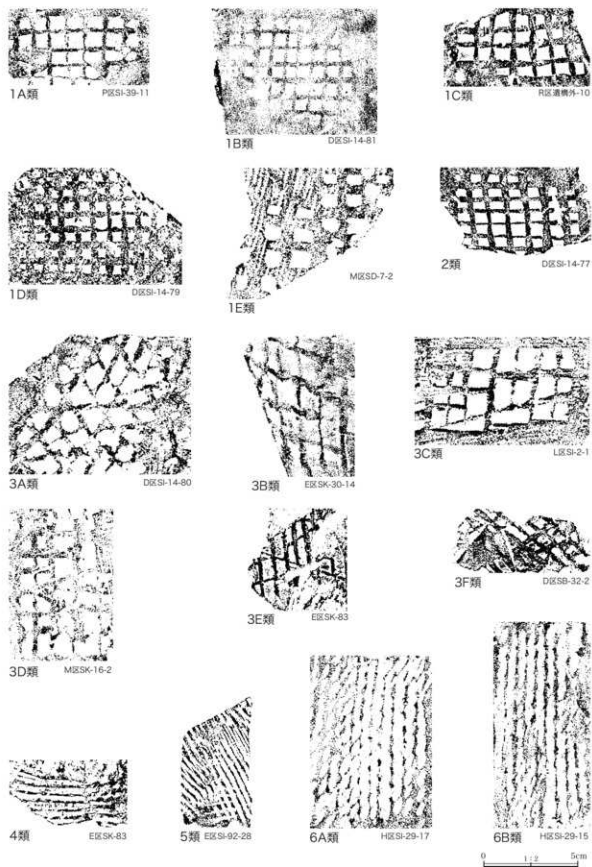 1A類 P区SI-39-11
1B類 D区SI-14-81
1C類 R区遺構外-10
1D類 D区SI-14-79
1E類 M区SD-7-2
2類 D区SI-14-77
3A類 D区SI-14-80
3B類 E区SK-30-14
3C類 L区SI-2-1
3D類 M区SK-16-2
3E類 E区SK-83
3F類 D区SB-32-2
4類 E区SK-83
5類 E区SI-92-28
6A類 H区SI-29-17
6B類 H区SI-29-15
0 1:2 5cm